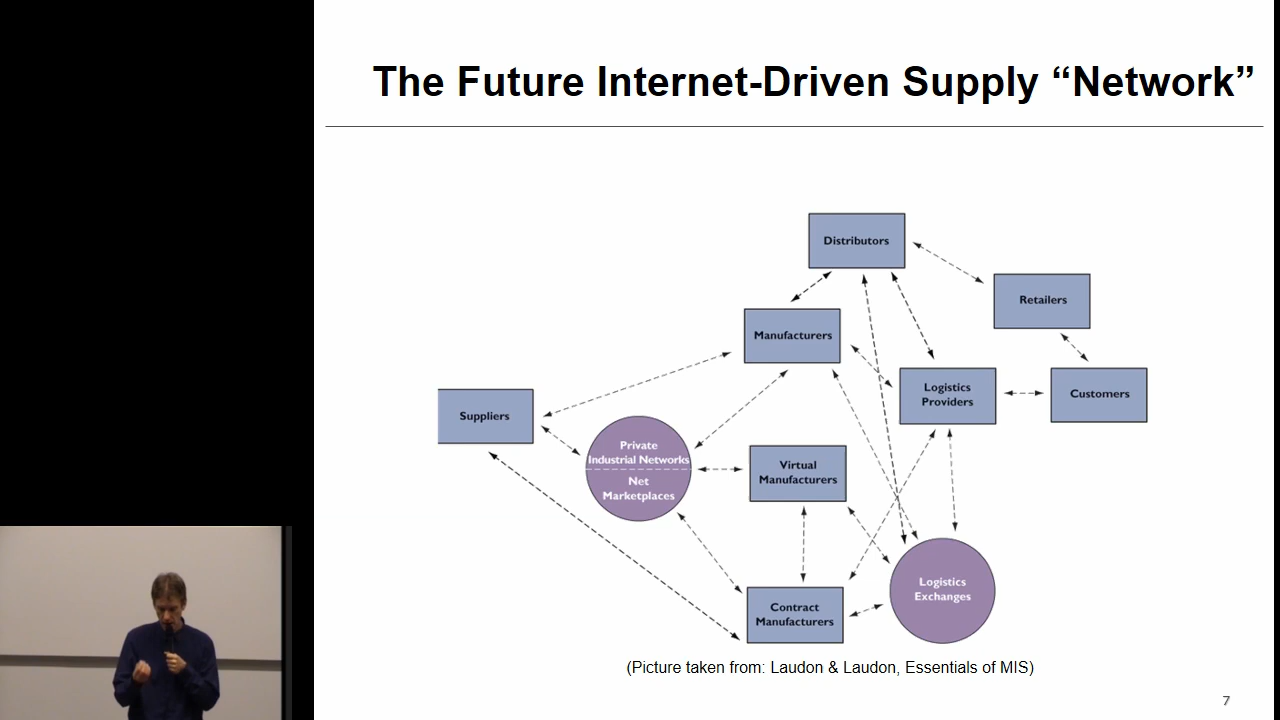 The Future Internet-Driven Supply “Network”
Distributors
Retailers
Manufacturers
Logistics
Providers
Customers
Suppliers
Private
Industrial Networks
Net
Marketplaces
Virtual
Manufacturers
Logistics
Exchanges
Contract
Manufacturers
(Picture taken from: Laudon & Laudon, Essentials of MIS)
7